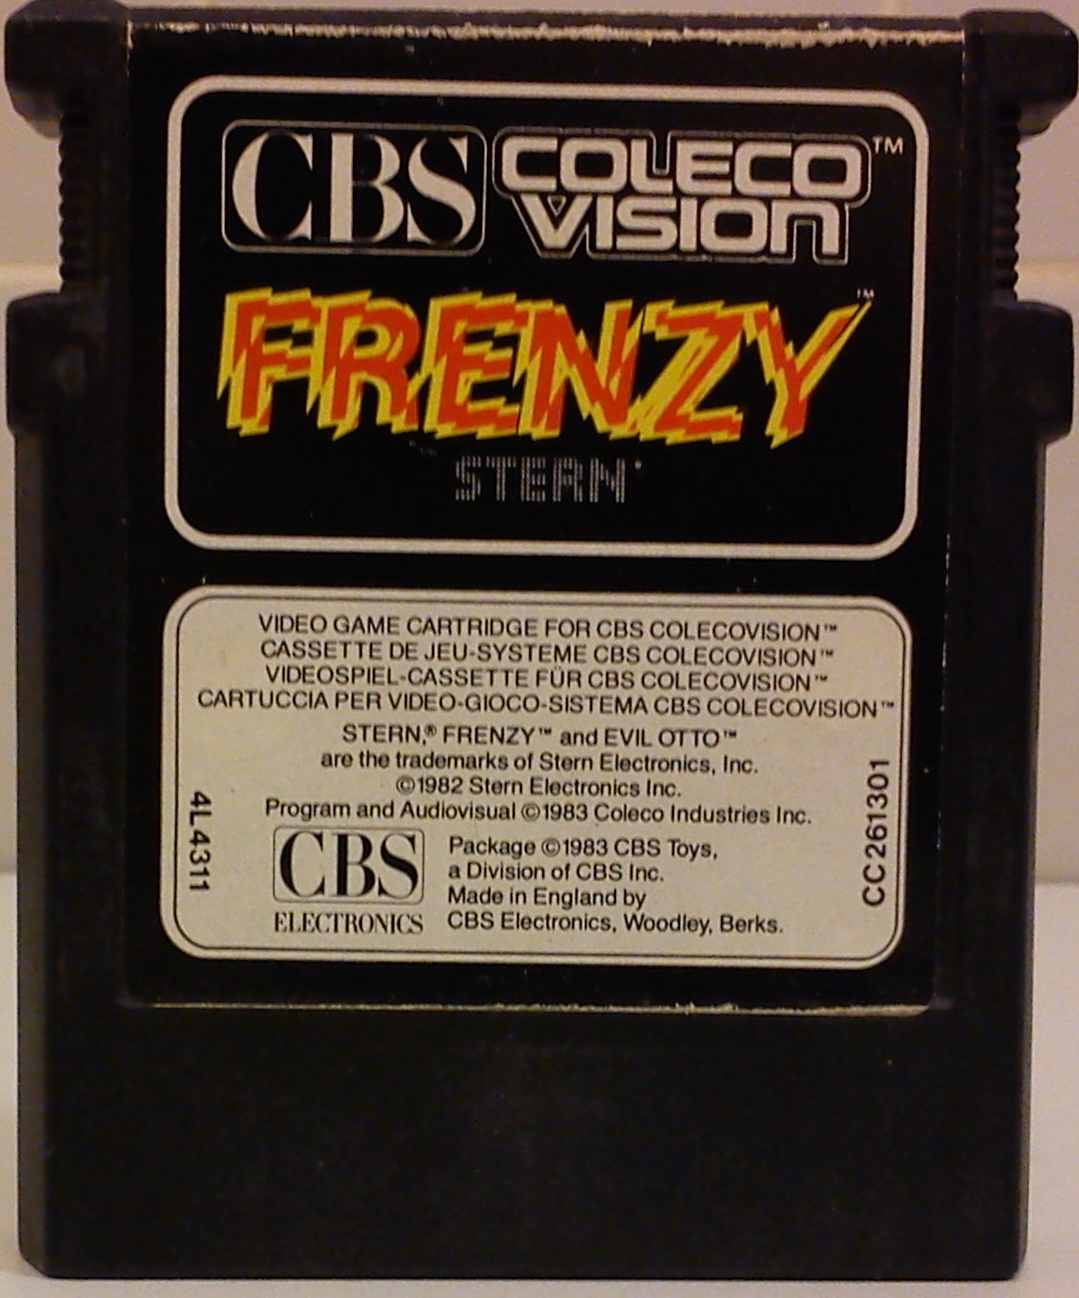 CBS COLECO VISION™
FRENZY™
STERN
VIDEO GAME CARTRIDGE FOR CBS COLECOVISION™
CASSETTE DE JEU-SYSTEME CBS COLECOVISION™
VIDEOSPIEL-CASSETTE FÜR CBS COLECOVISION™
CARTUCCIA PER VIDEO-GIOCO-SISTEMA CBS COLECOVISION™
STERN,® FRENZY™ and EVIL OTTO™
are the trademarks of Stern Electronics, Inc.
©1982 Stern Electronics Inc.
Program and Audiovisual ©1983 Coleco Industries Inc.
CBS
ELECTRONICS
Package ©1983 CBS Toys,
a Division of CBS Inc.
Made in England by
CBS Electronics, Woodley, Berks.
4L4311
CC261301